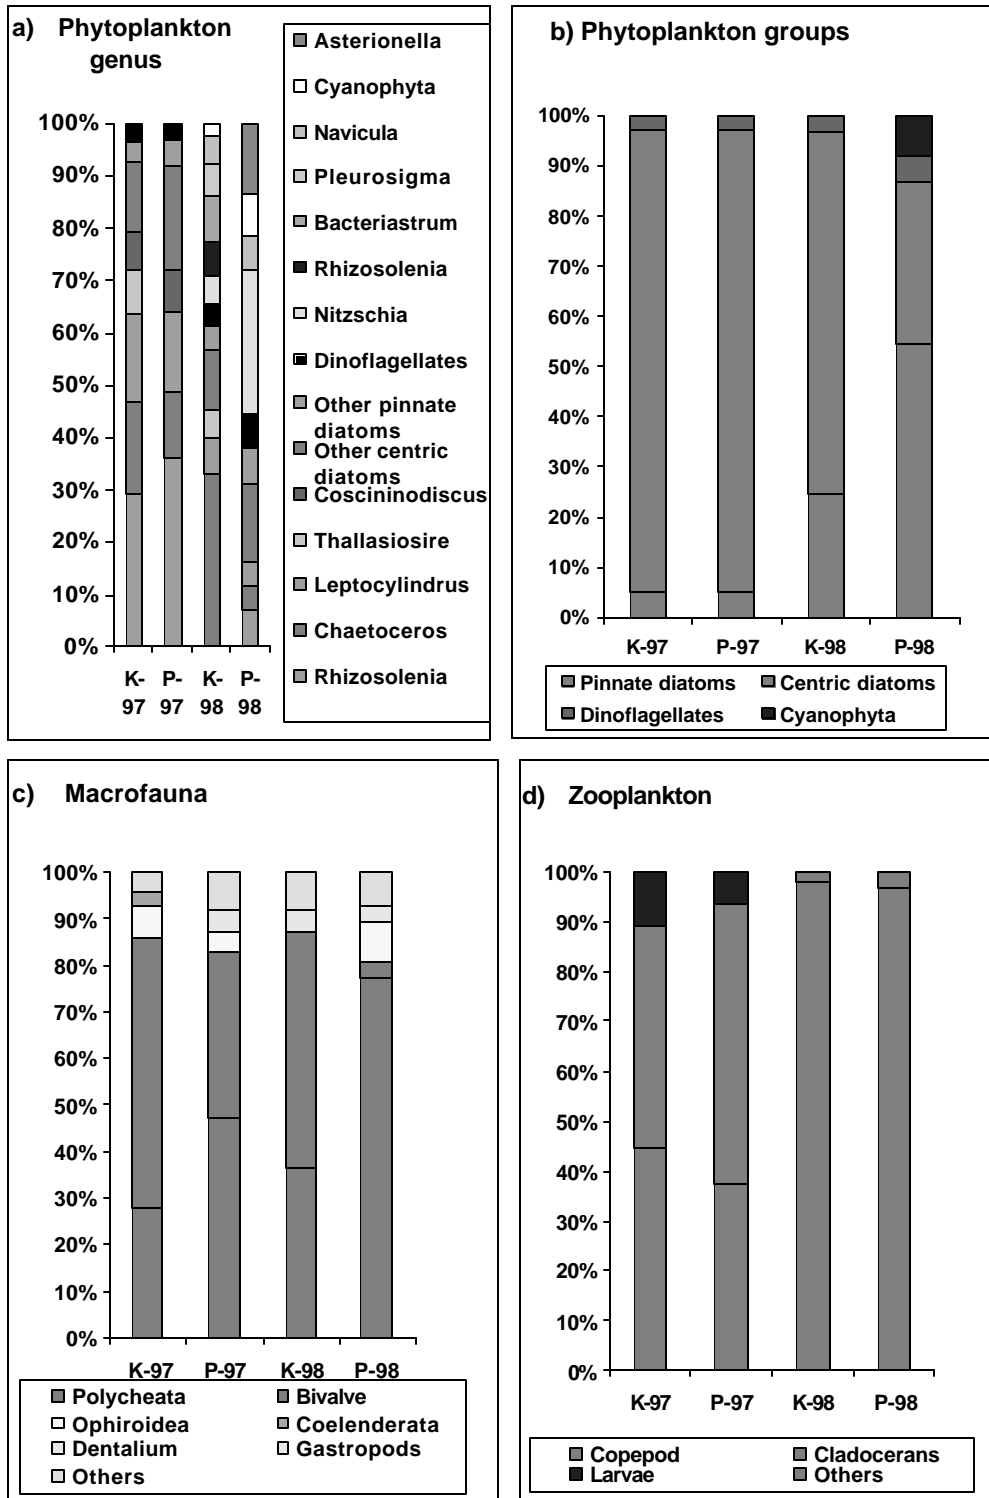 a) Phytoplankton
genus
100%
90%
80%
70%
60%
50%
40%
30%
20%
10%
0%
K- P- K- P-
97 97 98 98
Asterionella
Cyanophyta
Navicula
Pleurosigma
Bacteriastrum
Rhizosolenia
Nitzschia
Dinoflagellates
Other pinnate
diatoms
Other centric
diatoms
Coscininodiscus
Thallasiosire
Leptocylindrus
Chaetoceros
Rhizosolenia
b) Phytoplankton groups
100%
90%
80%
70%
60%
50%
40%
30%
20%
10%
0%
K-97 P-97 K-98 P-98
Pinnate diatoms Centric diatoms
Dinoflagellates Cyanophyta
c) Macrofauna
100%
90%
80%
70%
60%
50%
40%
30%
20%
10%
0%
K-97 P-97 K-98 P-98
Polycheata Bivalve
Ophiroidea Coelenderata
Dentalium Gastropods
Others
d) Zooplankton
100%
90%
80%
70%
60%
50%
40%
30%
20%
10%
0%
K-97 P-97 K-98 P-98
Copepod Cladocerans
Larvae Others